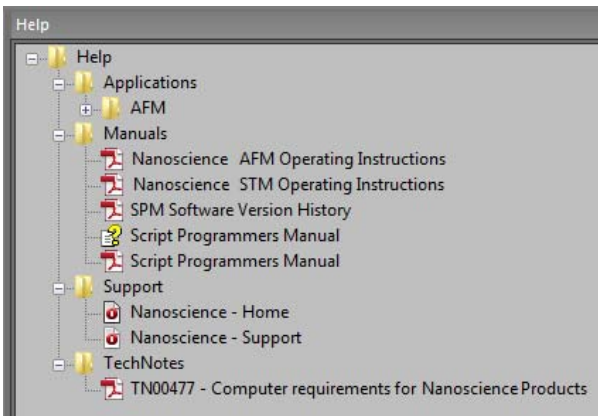 Help
Help
Applications
AFM
Manuals
Nanoscience AFM Operating Instructions
Nanoscience STM Operating Instructions
SPM Software Version History
Script Programmers Manual
Script Programmers Manual
Support
Nanoscience - Home
Nanoscience - Support
TechNotes
TN00477 - Computer requirements for Nanoscience Products